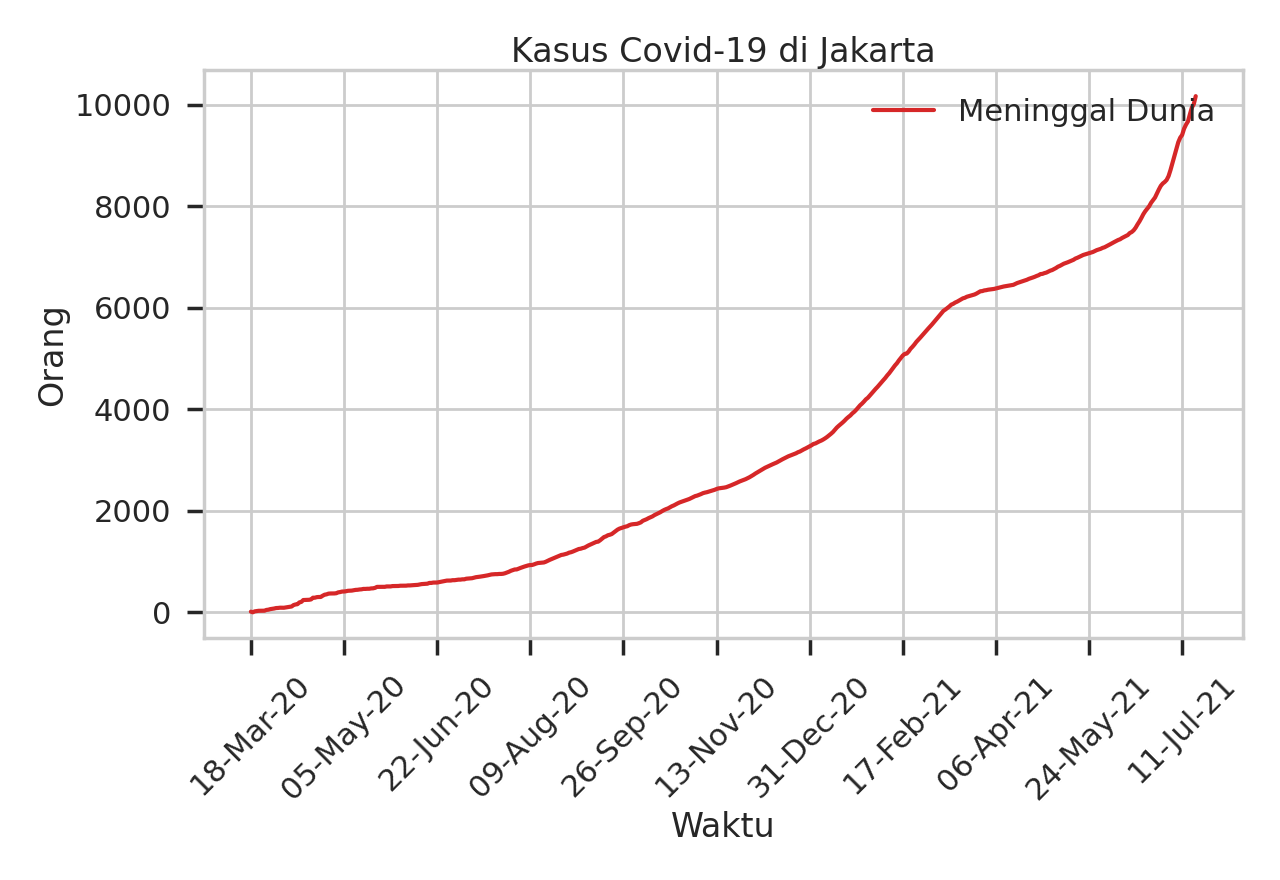 Kasus Covid-19 di Jakarta
Meninggal Dunia
10000
8000
6000
4000
2000
0
Orang
18-Mar-20
05-May-20
22-Jun-20
09-Aug-20
26-Sep-20
13-Nov-20
31-Dec-20
17-Feb-21
06-Apr-21
24-May-21
11-Jul-21
Waktu